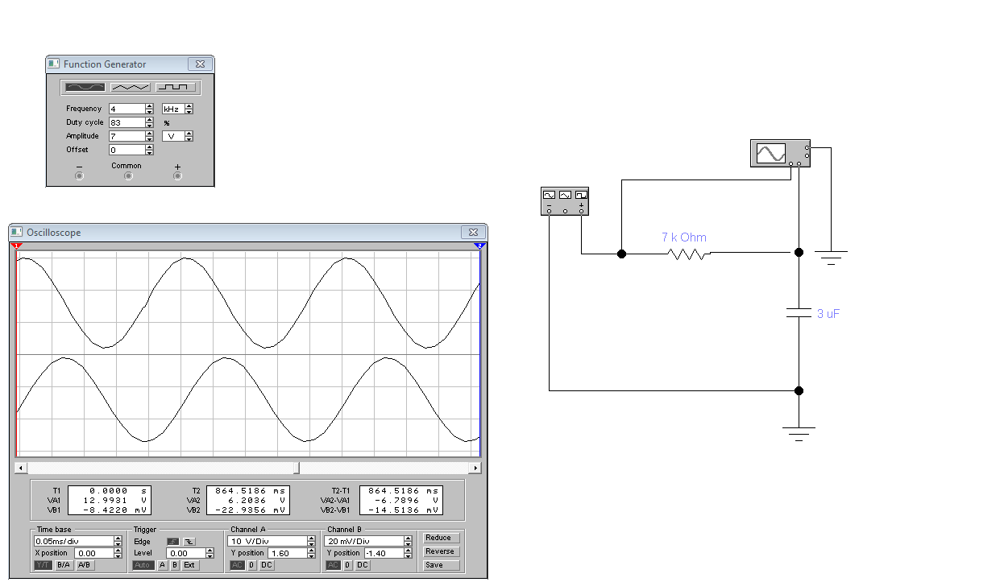 Function Generator
Frequency 4 kHz
Duty cycle 83 %
Amplitude 7 V
Offset 0
− Common +
− +
7 k Ohm
3 uF
Oscilloscope
1 2
T1 0.0000 s T2 864.5186 ms T2-T1 864.5186 ms
VA1 12.9931 V VA2 6.2036 V VA2-VA1 -6.7896 V
VB1 -8.4220 mV VB2 -22.9356 mV VB2-VB1 -14.5136 mV
Time base Trigger Channel A Channel B
0.05ms/div Edge 10 V/Div 20 mV/Div Reduce
X position 0.00 Level 0.00 Y position 1.60 Y position -1.40 Reverse
Y/T B/A A/B Auto A B Ext AC 0 DC AC 0 DC Save